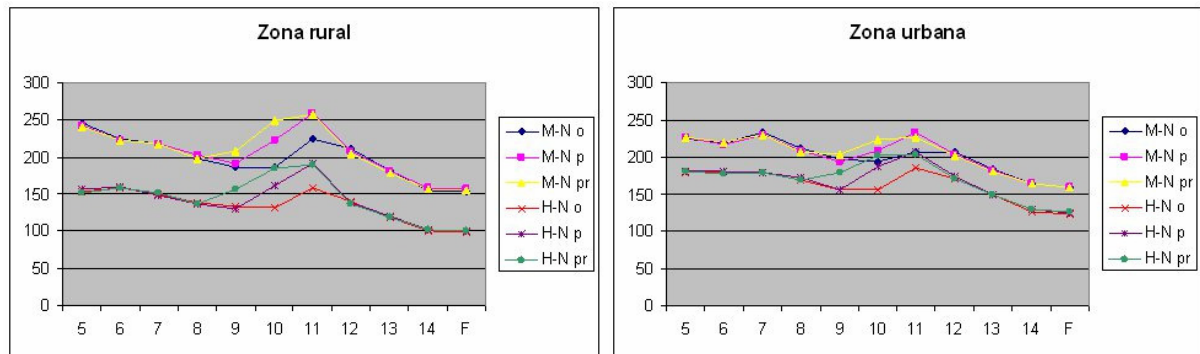 Zona rural
300
250
200
150
100
50
0
5 6 7 8 9 10 11 12 13 14 F
M-N o
M-N p
M-N pr
H-N o
H-N p
H-N pr
Zona urbana
300
250
200
150
100
50
0
5 6 7 8 9 10 11 12 13 14 F
M-N o
M-N p
M-N pr
H-N o
H-N p
H-N pr